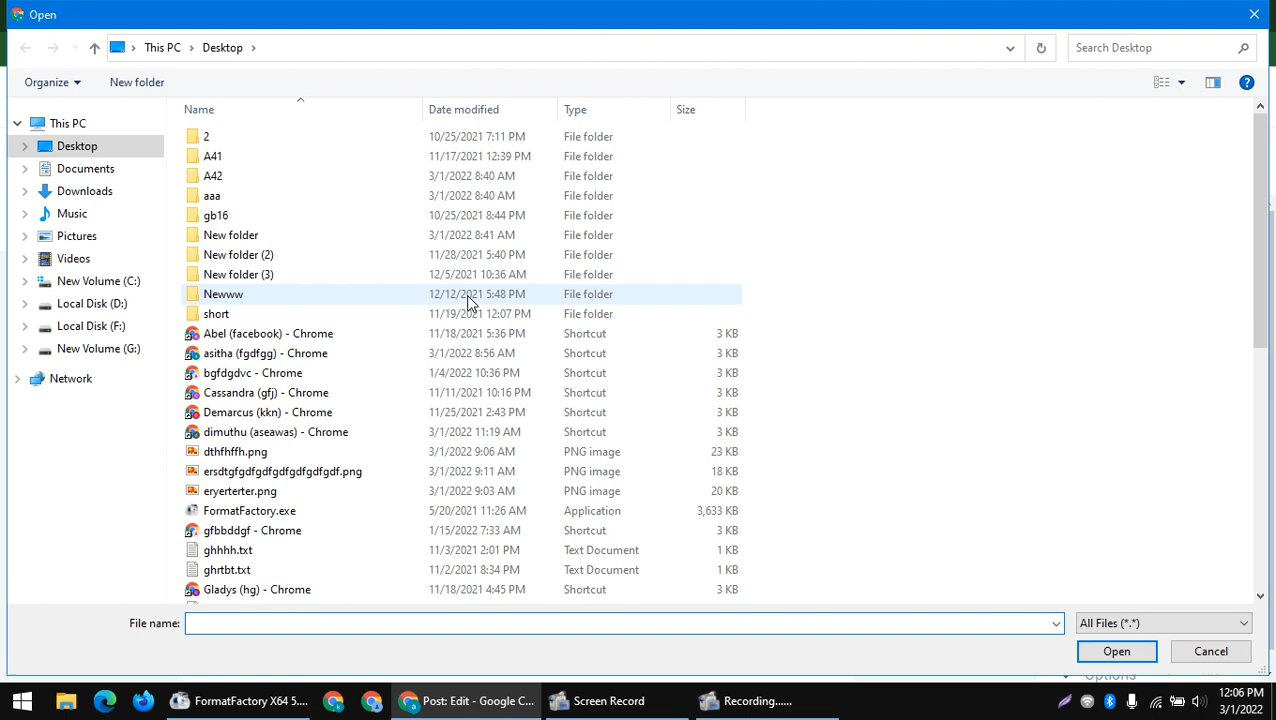 Open
This PC > Desktop >
Search Desktop
Organize
New folder
Name Date modified Type Size
This PC
Desktop
Documents
Downloads
Music
Pictures
Videos
New Volume (C:)
Local Disk (D:)
Local Disk (F:)
New Volume (G:)
Network
2 10/25/2021 7:11 PM File folder
A41 11/17/2021 12:39 PM File folder
A42 3/1/2022 8:40 AM File folder
aaa 3/1/2022 8:40 AM File folder
gb16 10/25/2021 8:44 PM File folder
New folder 3/1/2022 8:41 AM File folder
New folder (2) 11/28/2021 5:40 PM File folder
New folder (3) 12/5/2021 10:36 AM File folder
Newww 12/12/2021 5:48 PM File folder
short 11/19/2021 12:07 PM File folder
Abel (facebook) - Chrome 11/18/2021 5:36 PM Shortcut 3 KB
asitha (fgdfgg) - Chrome 3/1/2022 8:56 AM Shortcut 3 KB
bgfdgdvc - Chrome 1/4/2022 10:36 PM Shortcut 3 KB
Cassandra (gfj) - Chrome 11/11/2021 10:16 PM Shortcut 3 KB
Demarcus (kkn) - Chrome 11/25/2021 2:43 PM Shortcut 3 KB
dimuthu (aseawas) - Chrome 3/1/2022 11:19 AM Shortcut 3 KB
dthfhffh.png 3/1/2022 9:06 AM PNG image 23 KB
ersdtgfgdfgdfgdfgdfgdfgdf.png 3/1/2022 9:11 AM PNG image 18 KB
eryerterter.png 3/1/2022 9:03 AM PNG image 20 KB
FormatFactory.exe 5/20/2021 11:26 AM Application 3,633 KB
gfbbddgf - Chrome 1/15/2022 7:33 AM Shortcut 3 KB
ghhhh.txt 11/3/2021 2:01 PM Text Document 1 KB
ghrtbt.txt 11/2/2021 8:34 PM Text Document 1 KB
Gladys (hg) - Chrome 11/18/2021 4:45 PM Shortcut 3 KB
File name:
All Files (*.*)
Open Cancel
Options
FormatFactory X64 5....
Post: Edit - Google C...
Screen Record
Recording......
12:06 PM
3/1/2022